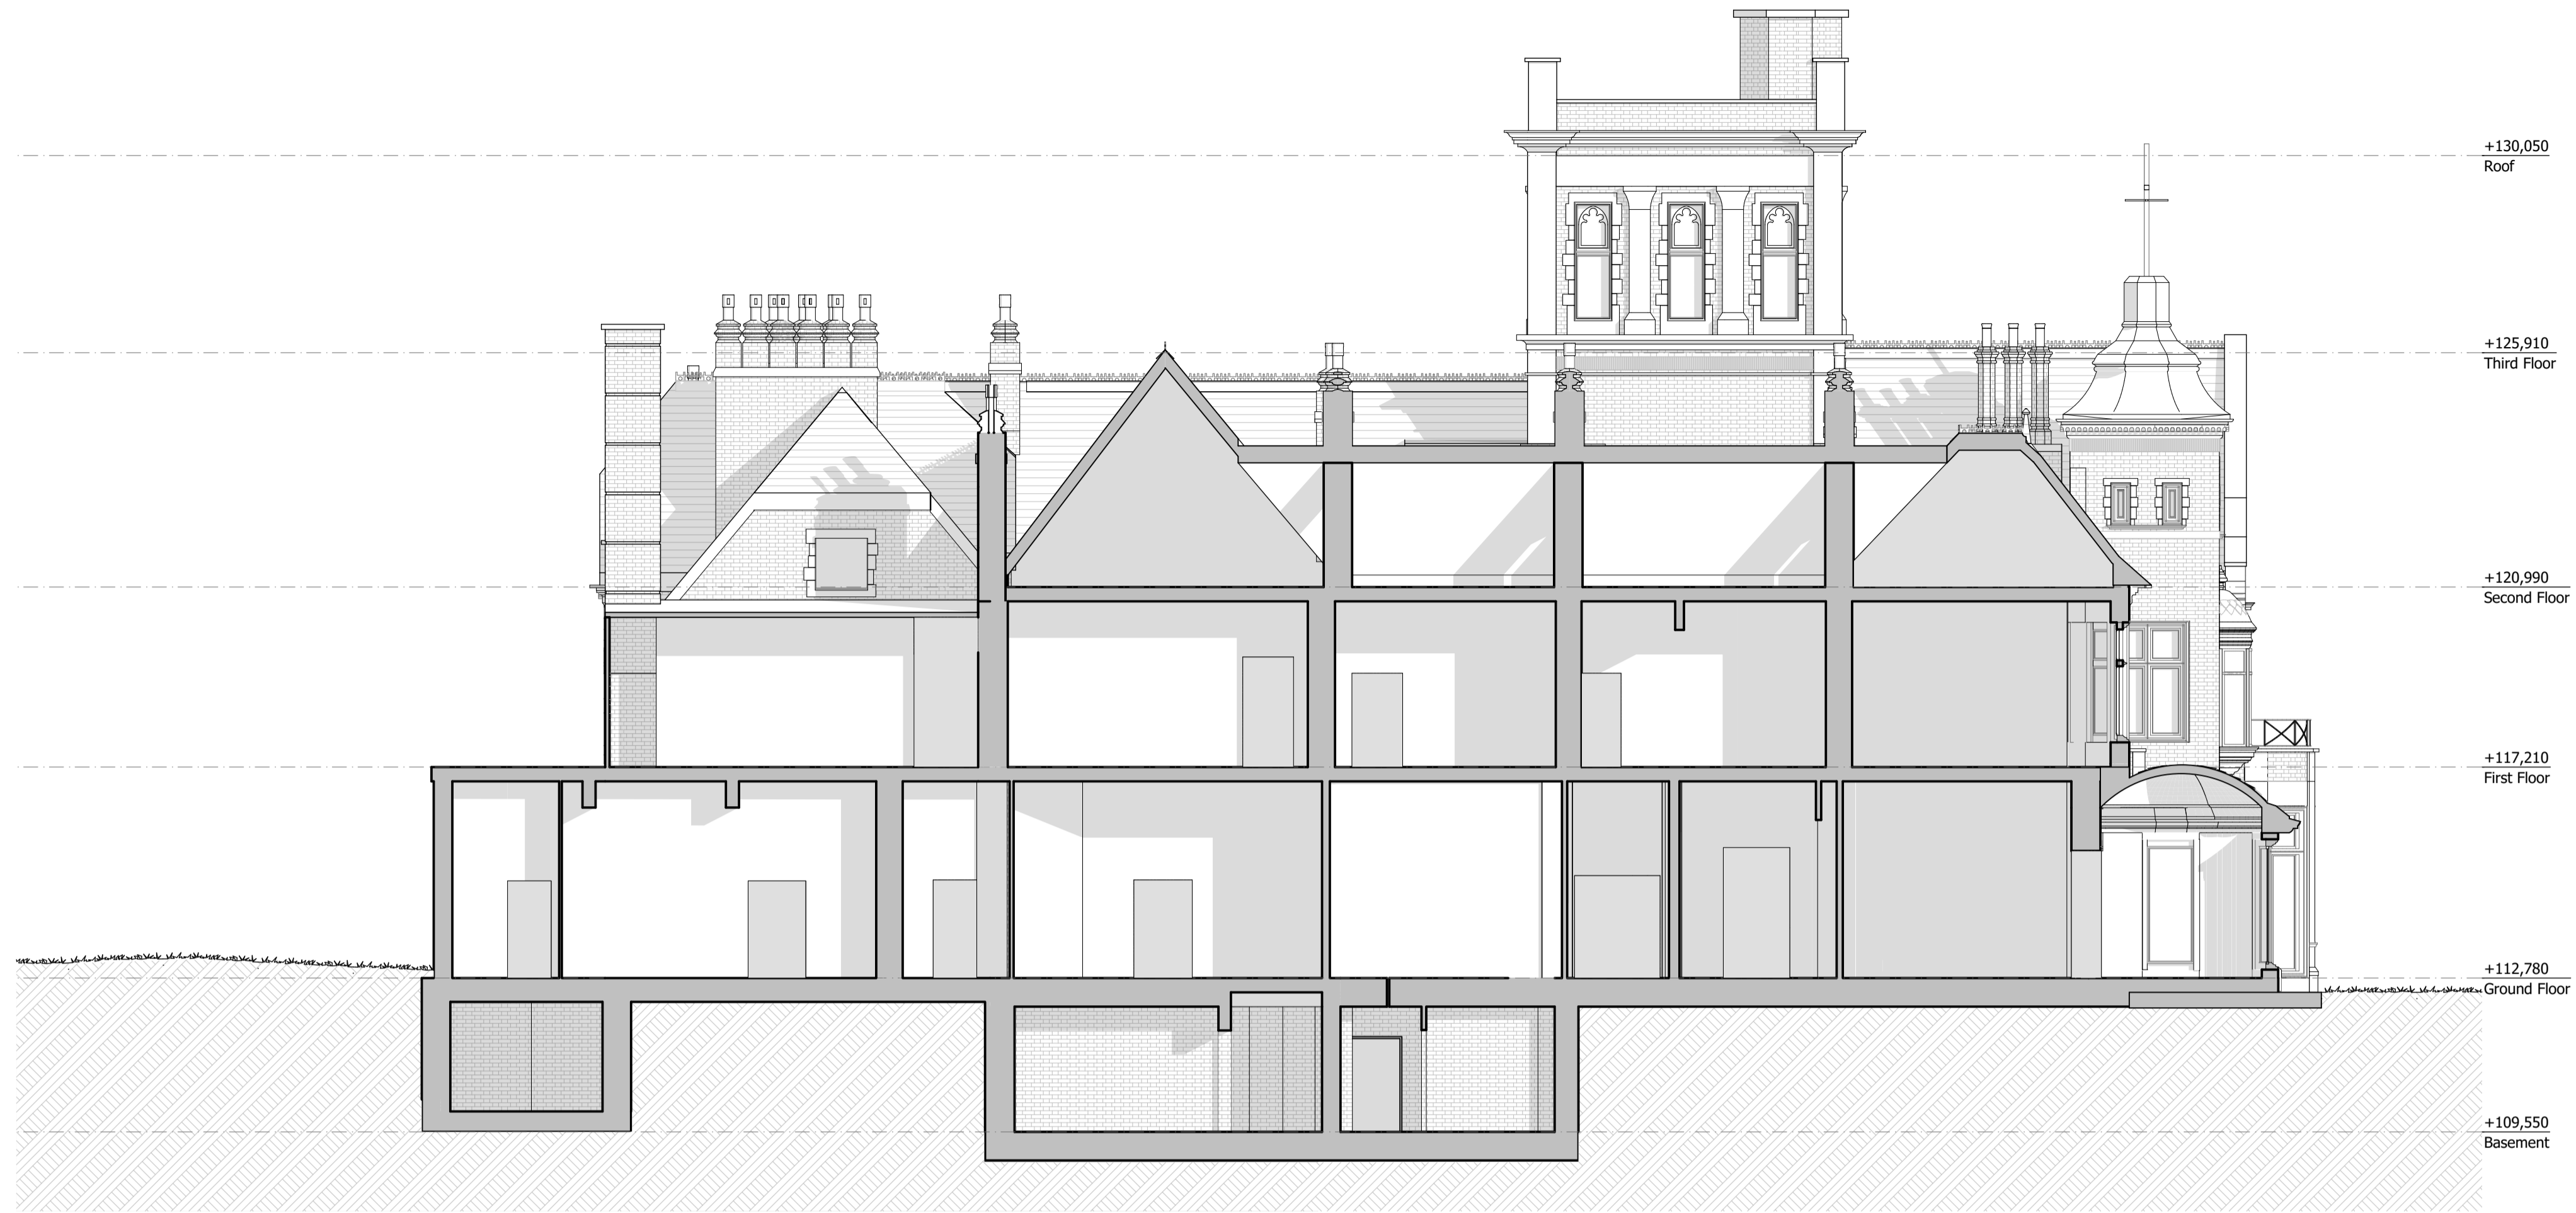 +130,050
Roof
+125,910
Third Floor
+120,990
Second Floor
+117,210
First Floor
+112,780
Ground Floor
+109,550
Basement